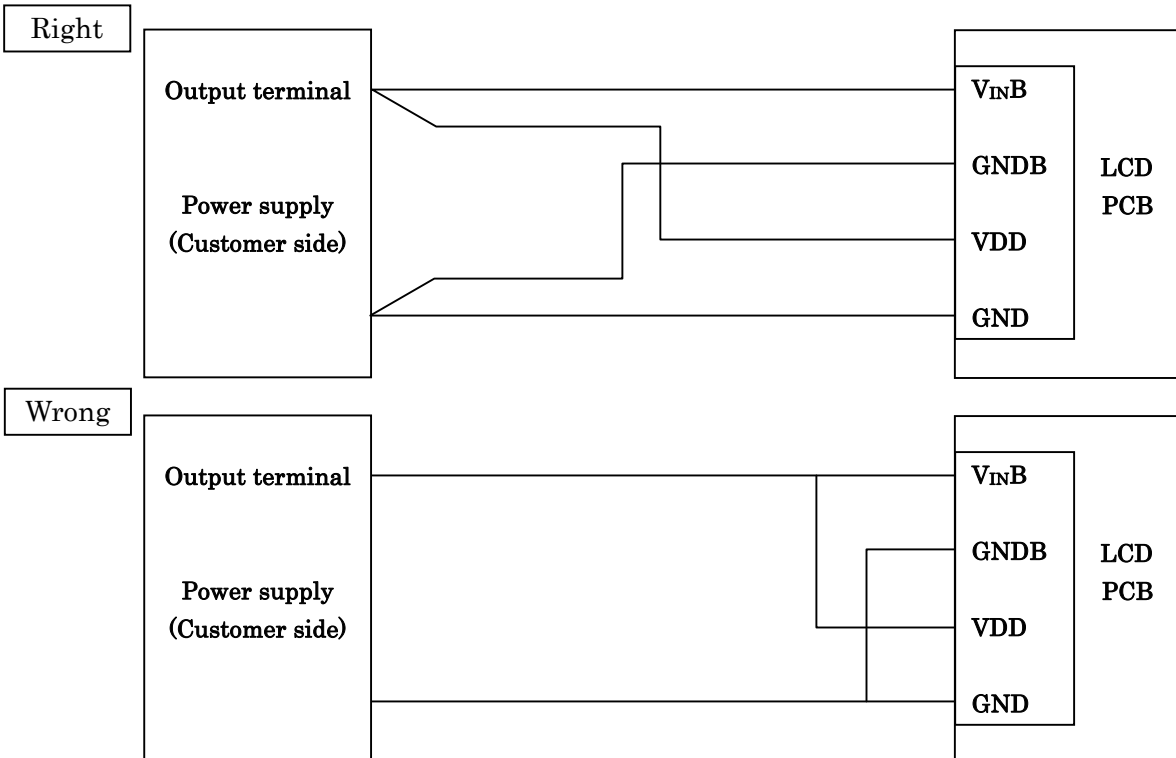 Right
Output terminal
Power supply
(Customer side)
VINB
GNDB
VDD
GND
LCD
PCB
Wrong
Output terminal
Power supply
(Customer side)
VINB
GNDB
VDD
GND
LCD
PCB